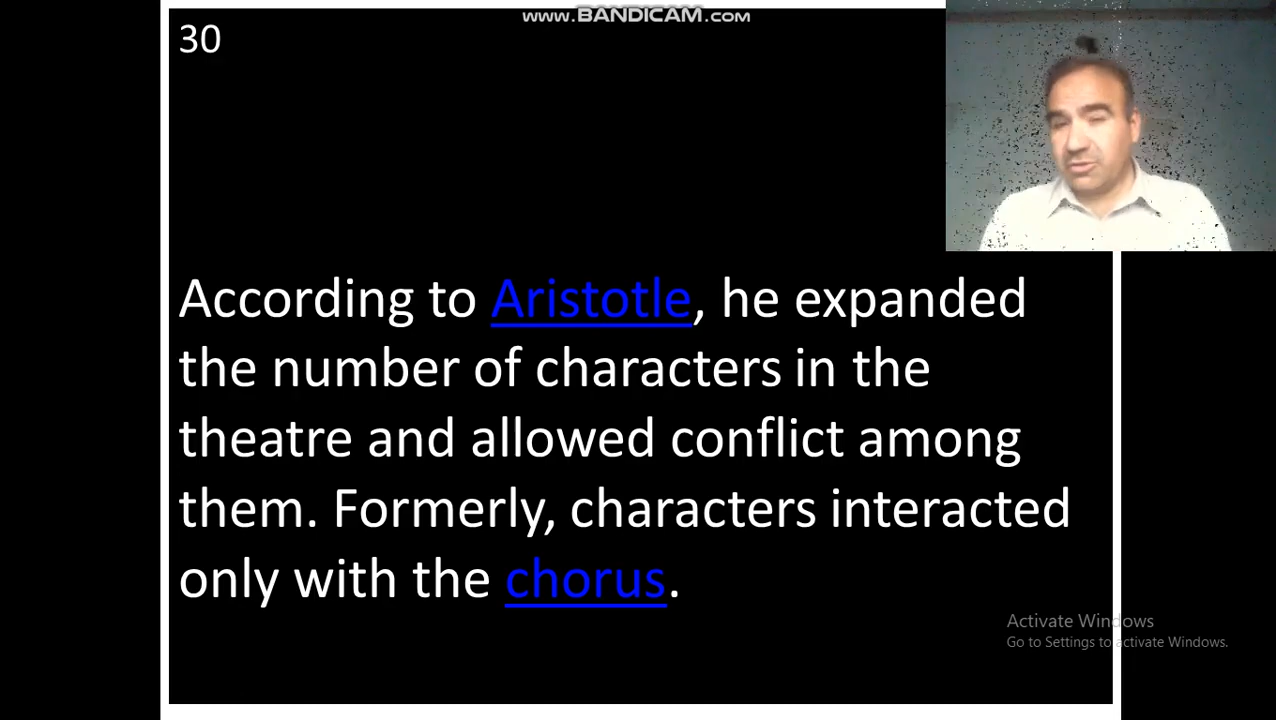 www.BANDICAM.com
30
According to Aristotle, he expanded
the number of characters in the
theatre and allowed conflict among
them. Formerly, characters interacted
only with the chorus.
Activate Windows
Go to Settings to activate Windows.